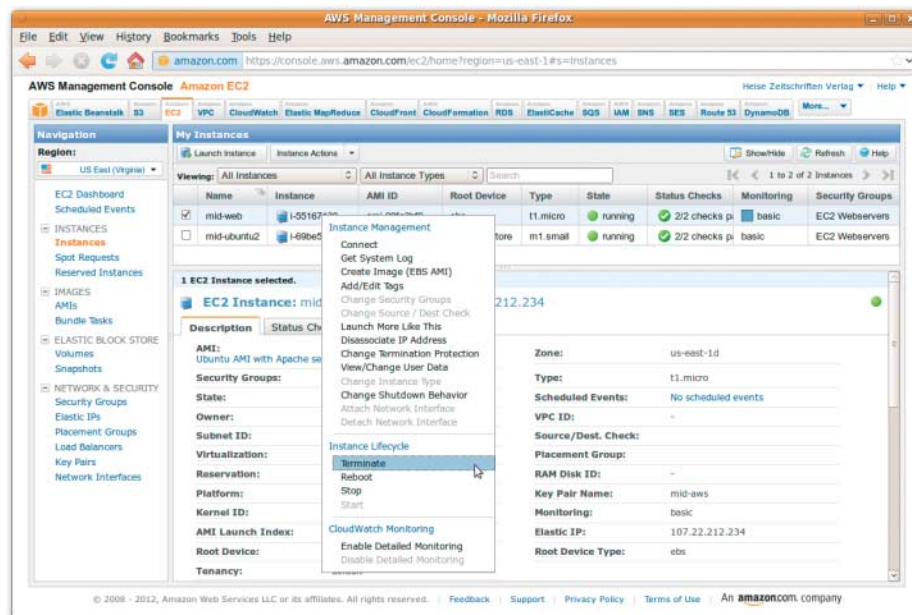 AWS Management Console - Mozilla Firefox
File Edit View History Bookmarks Tools Help
amazon.com https://console.aws.amazon.com/ec2/home?region=us-east-1#s=Instances
AWS Management Console Amazon EC2 Heise Zeitschriften Verlag Help
Elastic Beanstalk S3 EC2 VPC CloudWatch Elastic MapReduce CloudFront CloudFormation RDS ElastiCache SQS IAM SNS SES Route 53 DynamoDB More...
Navigation
Region:
US East (Virginia)
EC2 Dashboard
Scheduled Events
INSTANCES
Instances
Spot Requests
Reserved Instances
IMAGES
AMIs
Bundle Tasks
ELASTIC BLOCK STORE
Volumes
Snapshots
NETWORK & SECURITY
Security Groups
Elastic IPs
Placement Groups
Load Balancers
Key Pairs
Network Interfaces
My Instances
Launch Instance Instance Actions Show/Hide Refresh Help
Viewing: All Instances All Instance Types Search 1 to 2 of 2 Instances
Name Instance AMI ID Root Device Type State Status Checks Monitoring Security Groups
mid-web t1.micro running 2/2 checks pa basic EC2 Webservers
mid-ubuntu2 i-69be5 tore m1.small running 2/2 checks pa basic EC2 Webservers
1 EC2 Instance selected.
EC2 Instance: mid .212.234
Description Status Ch
AMI:
Ubuntu AMI with Apache se
Security Groups:
State:
Owner:
Subnet ID:
Virtualization:
Reservation:
Platform:
Kernel ID:
AMI Launch Index:
Root Device:
Tenancy:
Instance Management
Connect
Get System Log
Create Image (EBS AMI)
Add/Edit Tags
Change Security Groups
Change Source / Dest Check
Launch More Like This
Disassociate IP Address
Change Termination Protection
View/Change User Data
Change Instance Type
Change Shutdown Behavior
Attach Network Interface
Detach Network Interface
Instance Lifecycle
Terminate
Reboot
Stop
Start
CloudWatch Monitoring
Enable Detailed Monitoring
Disable Detailed Monitoring
Zone: us-east-1d
Type: t1.micro
Scheduled Events: No scheduled events
VPC ID: -
Source/Dest. Check:
Placement Group:
RAM Disk ID: -
Key Pair Name: mid-aws
Monitoring: basic
Elastic IP: 107.22.212.234
Root Device Type: ebs
© 2008 - 2012, Amazon Web Services LLC or its affiliates. All rights reserved. Feedback Support Privacy Policy Terms of Use An amazon.com. company